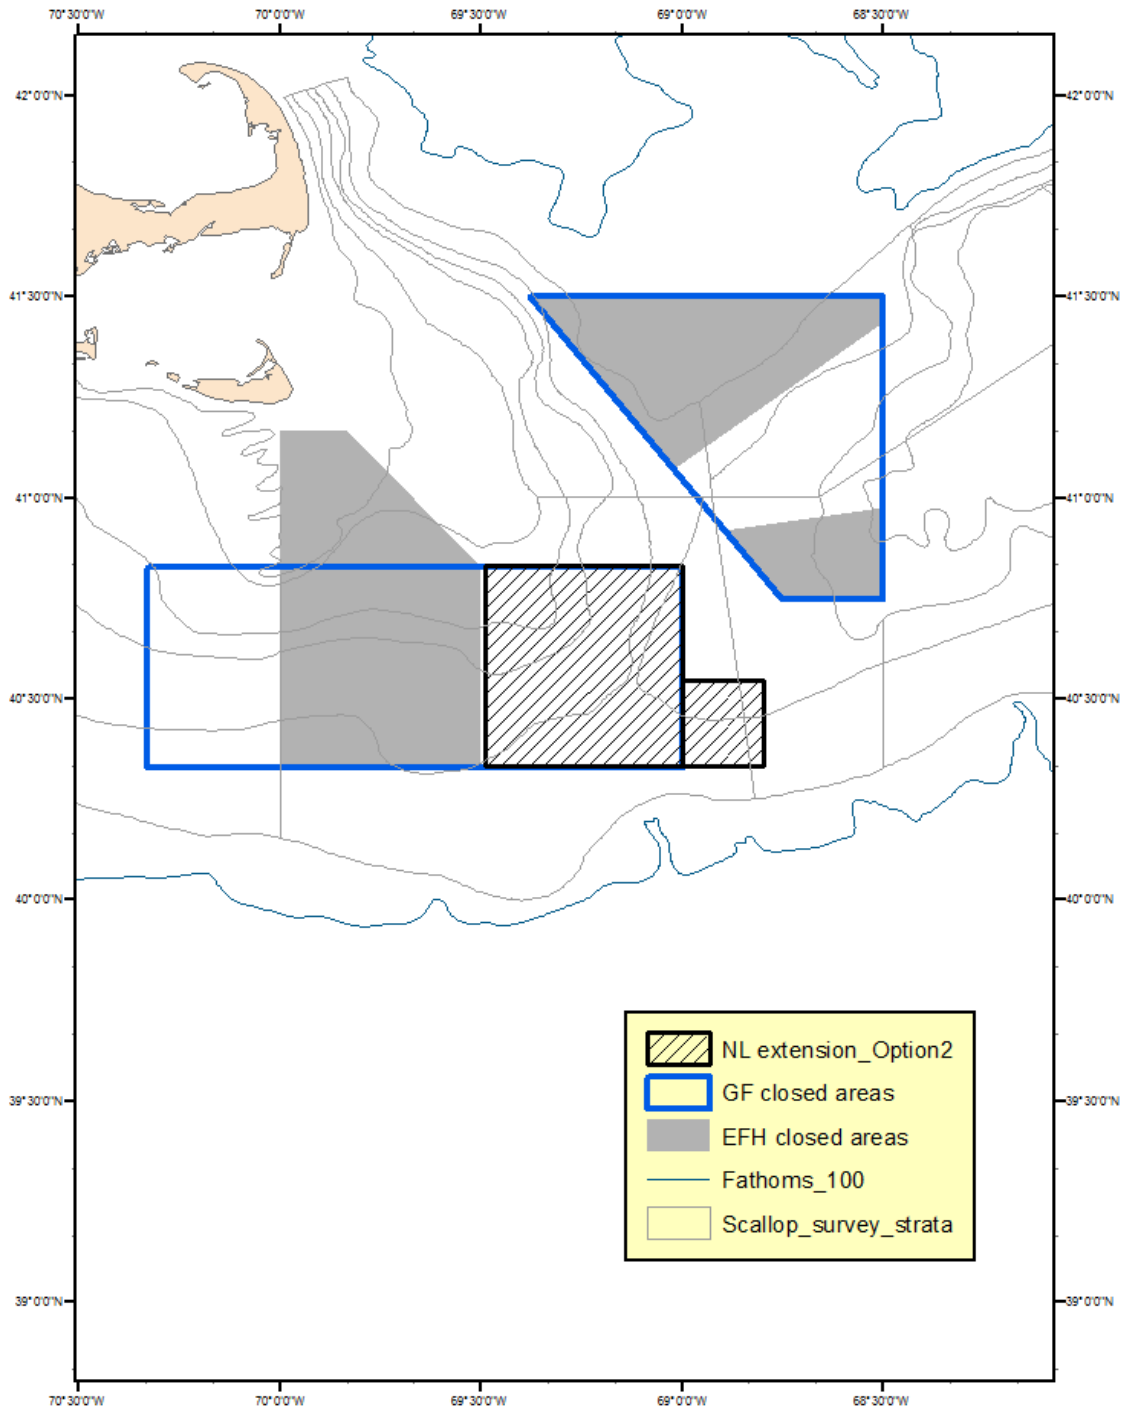 70°30'0"W 70°0'0"W 69°30'0"W 69°0'0"W 68°30'0"W
42°0'0"N 42°0'0"N
41°30'0"N 41°30'0"N
41°0'0"N 41°0'0"N
40°30'0"N 40°30'0"N
40°0'0"N 40°0'0"N
NL extension_Option2
GF closed areas
39°30'0"N 39°30'0"N
EFH closed areas
Fathoms_100
Scallop_survey_strata
39°0'0"N 39°0'0"N
70°30'0"W 70°0'0"W 69°30'0"W 69°0'0"W 68°30'0"W